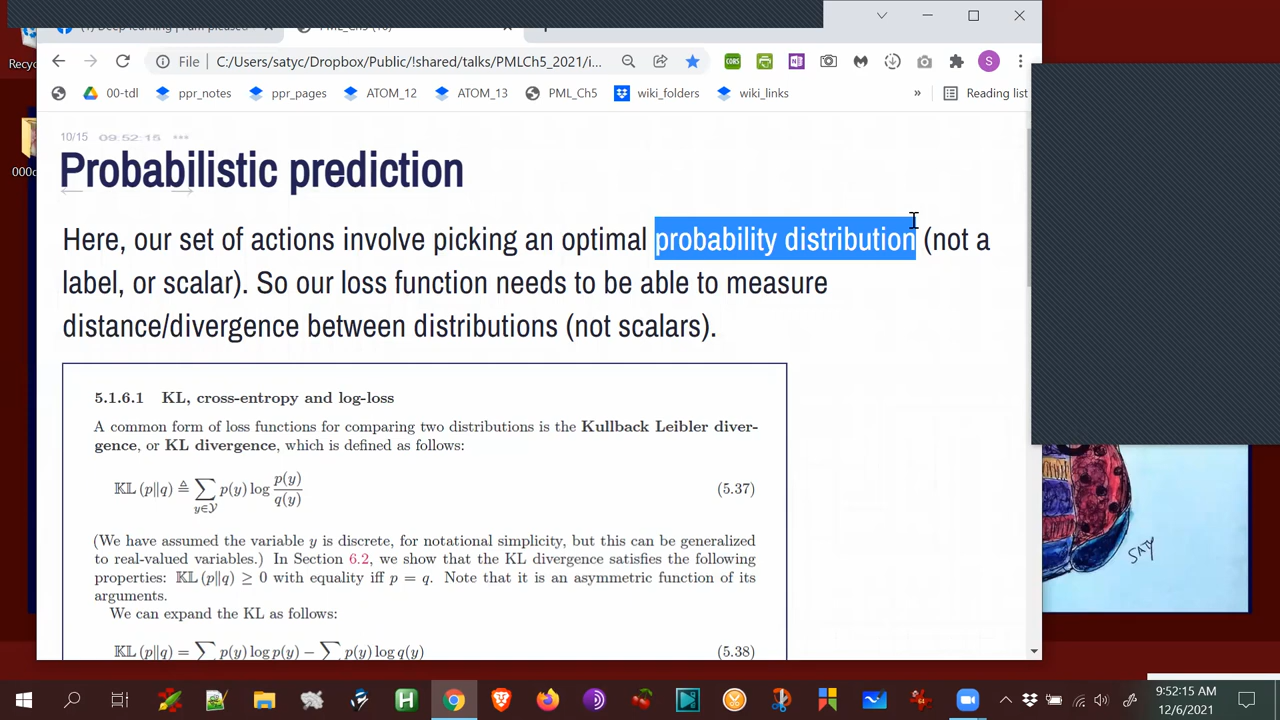 Recyc
000c
File C:/Users/satyc/Dropbox/Public/!shared/talks/PMLCh5_2021/i...
CORS
S
00-tdl ppr_notes ppr_pages ATOM_12 ATOM_13 PML_Ch5 wiki_folders wiki_links » Reading list
10/15 09:52:15
Probabilistic prediction
Here, our set of actions involve picking an optimal probability distribution (not a
label, or scalar). So our loss function needs to be able to measure
distance/divergence between distributions (not scalars).
5.1.6.1 KL, cross-entropy and log-loss
A common form of loss functions for comparing two distributions is the Kullback Leibler diver-
gence, or KL divergence, which is defined as follows:
𝕂𝕃 (p∥q) ≜ ∑ y∈𝒴 p(y) log p(y)/q(y) (5.37)
(We have assumed the variable y is discrete, for notational simplicity, but this can be generalized
to real-valued variables.) In Section 6.2, we show that the KL divergence satisfies the following
properties: 𝕂𝕃 (p∥q) ≥ 0 with equality iff p = q. Note that it is an asymmetric function of its
arguments.
We can expand the KL as follows:
𝕂𝕃 (p∥q) = ∑ p(y) log p(y) − ∑ p(y) log q(y) (5.38)
SATY
9:52:15 AM
12/6/2021